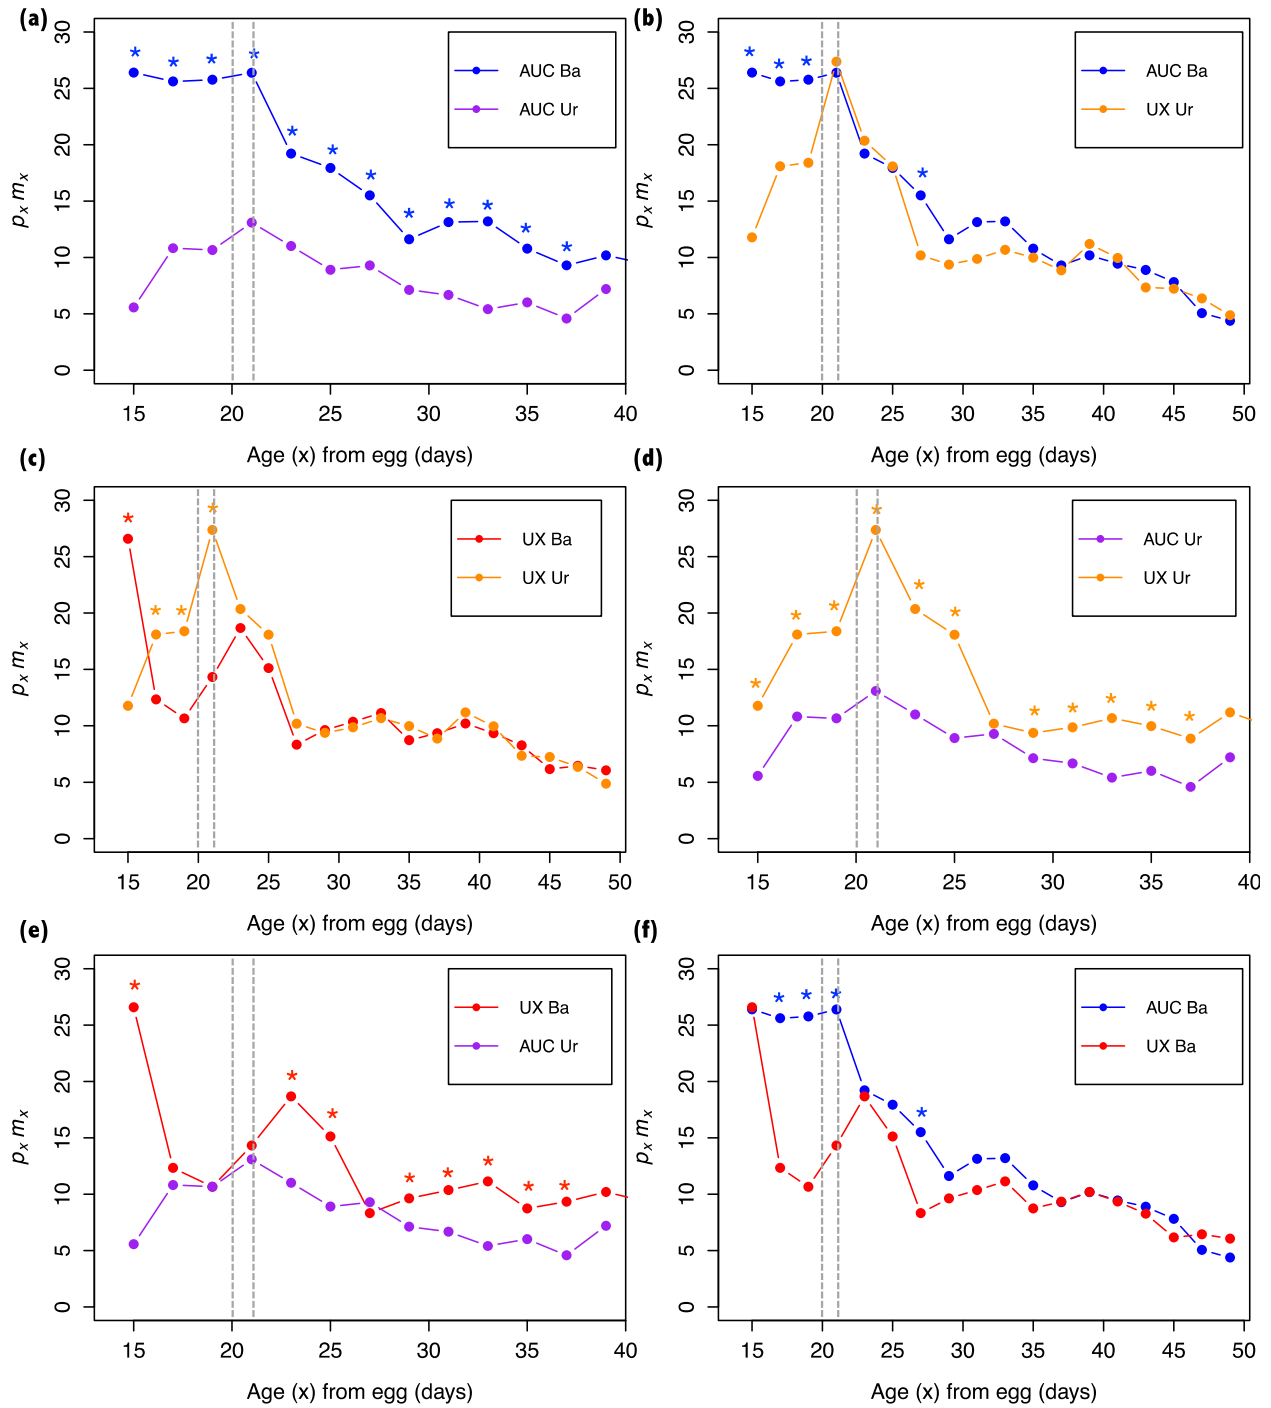 (a)
30
25
20
15
10
5
0
p_x m_x
* * * * * * * * * * * *
AUC Ba
AUC Ur
15 20 25 30 35 40
Age (x) from egg (days)
(b)
30
25
20
15
10
5
0
p_x m_x
* * * *
AUC Ba
UX Ur
15 20 25 30 35 40 45 50
Age (x) from egg (days)
(c)
30
25
20
15
10
5
0
p_x m_x
* * * *
UX Ba
UX Ur
15 20 25 30 35 40 45 50
Age (x) from egg (days)
(d)
30
25
20
15
10
5
0
p_x m_x
* * * * * * * * * * *
AUC Ur
UX Ur
15 20 25 30 35 40
Age (x) from egg (days)
(e)
30
25
20
15
10
5
0
p_x m_x
* * * * * * * *
UX Ba
AUC Ur
15 20 25 30 35 40
Age (x) from egg (days)
(f)
30
25
20
15
10
5
0
p_x m_x
* * * *
AUC Ba
UX Ba
15 20 25 30 35 40 45 50
Age (x) from egg (days)